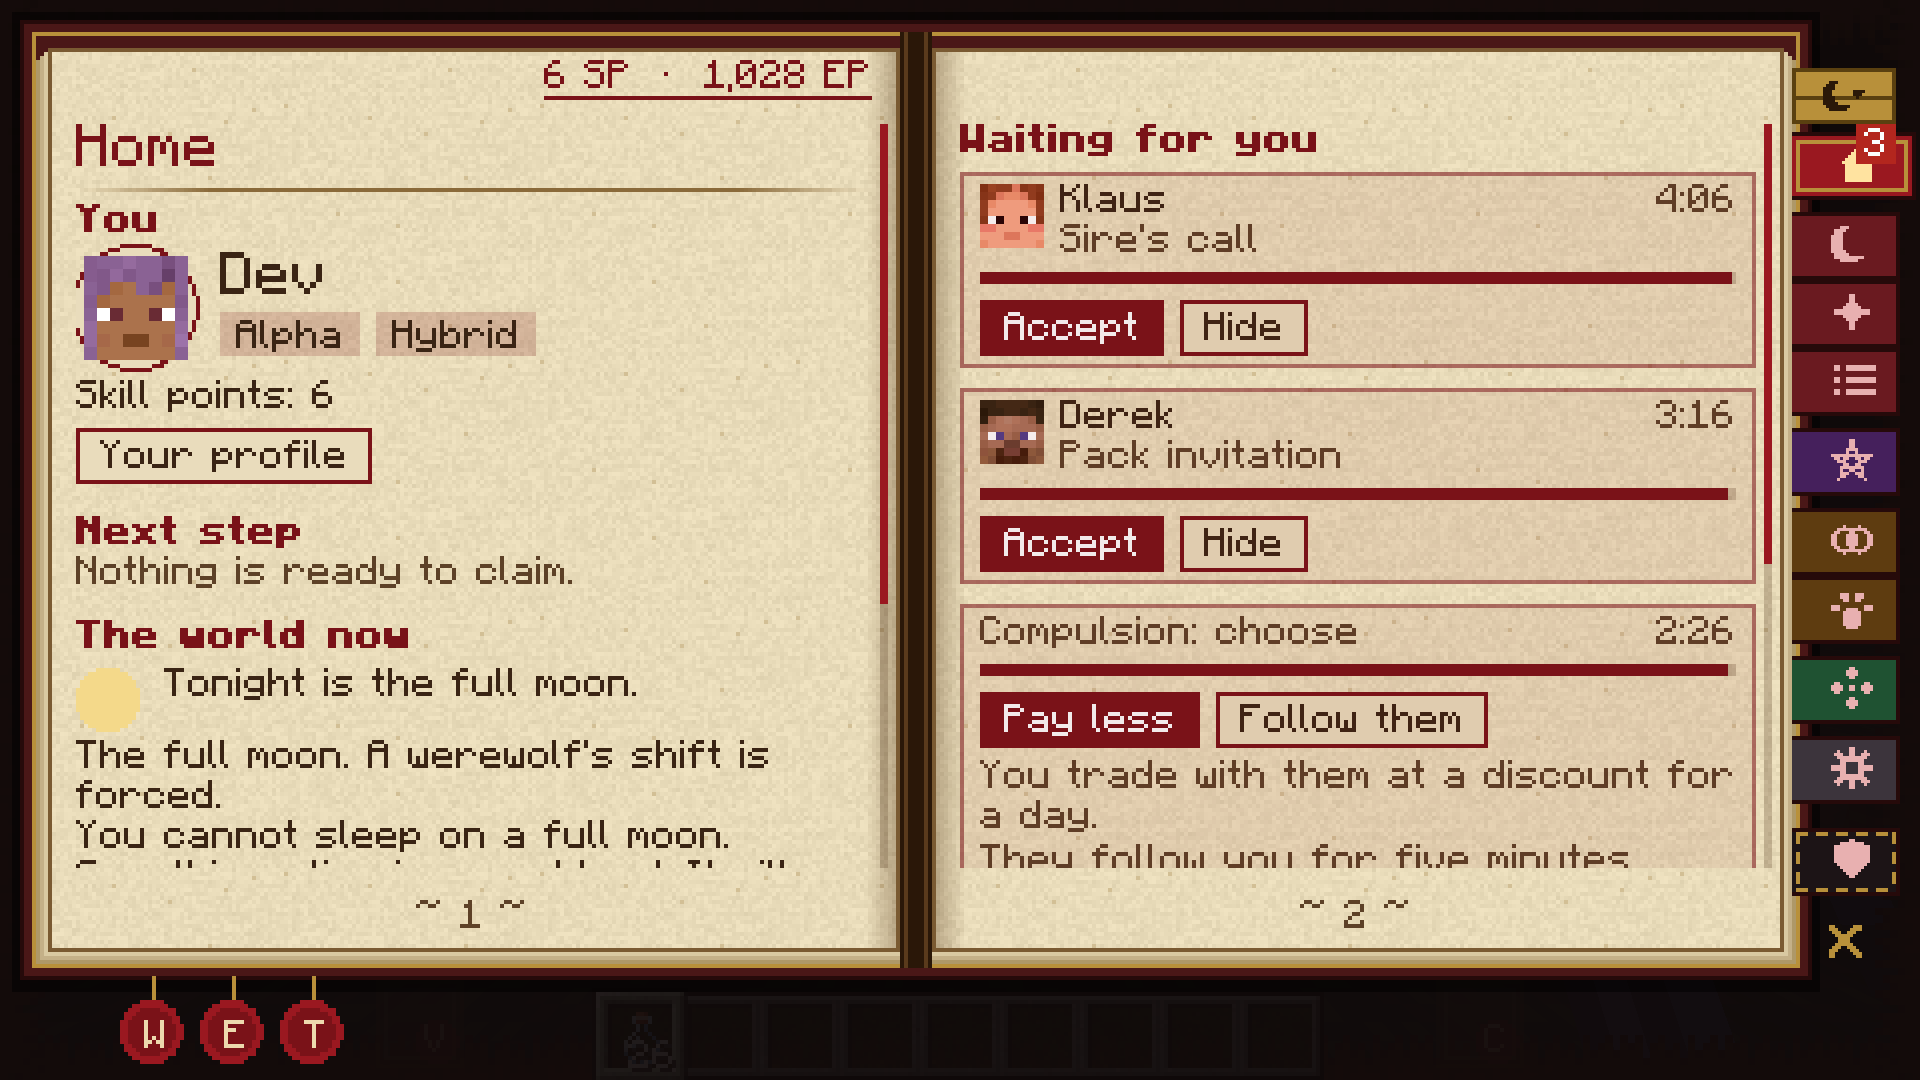 6 SP · 1,028 EP
Home
You
Dev
Alpha Hybrid
Skill points: 6
Your profile
Next step
Nothing is ready to claim.
The world now
Tonight is the full moon.
The full moon. A werewolf's shift is
forced.
You cannot sleep on a full moon.
~ 1 ~
Waiting for you
Klaus 4:06
Sire's call
Accept Hide
Derek 3:16
Pack invitation
Accept Hide
Compulsion: choose 2:26
Pay less Follow them
You trade with them at a discount for
a day.
They follow you for five minutes
~ 2 ~
3
W E T
V
26
C